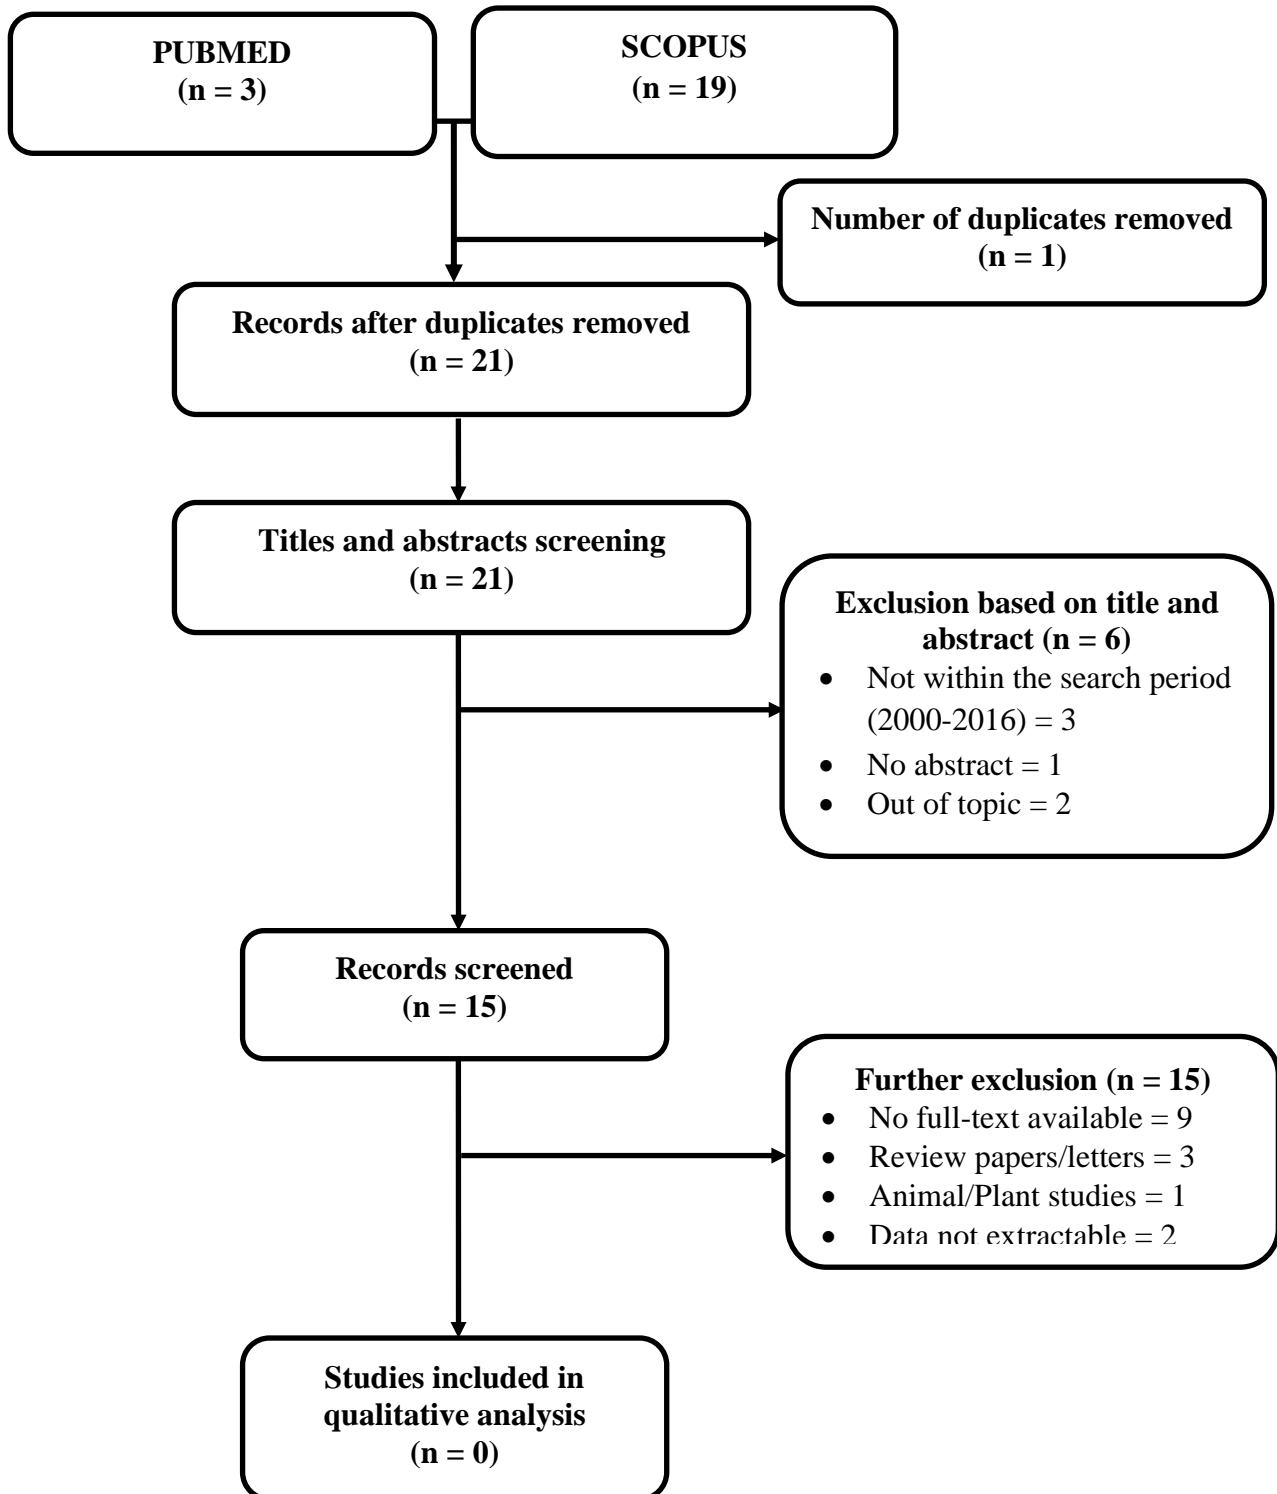 PUBMED
(n = 3)
SCOPUS
(n = 19)
Number of duplicates removed
(n = 1)
Records after duplicates removed
(n = 21)
Titles and abstracts screening
(n = 21)
Exclusion based on title and
abstract (n = 6)
• Not within the search period
(2000-2016) = 3
• No abstract = 1
• Out of topic = 2
Records screened
(n = 15)
Further exclusion (n = 15)
• No full-text available = 9
• Review papers/letters = 3
• Animal/Plant studies = 1
• Data not extractable = 2
Studies included in
qualitative analysis
(n = 0)